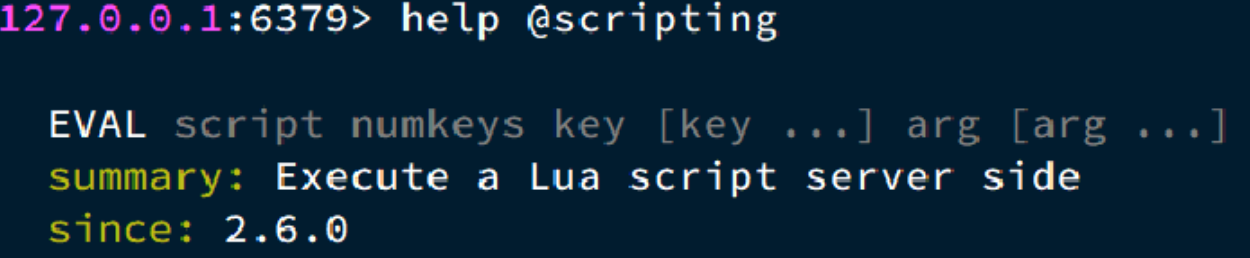 127.0.0.1:6379> help @scripting
EVAL script numkeys key [key ...] arg [arg ...]
summary: Execute a Lua script server side
since: 2.6.0